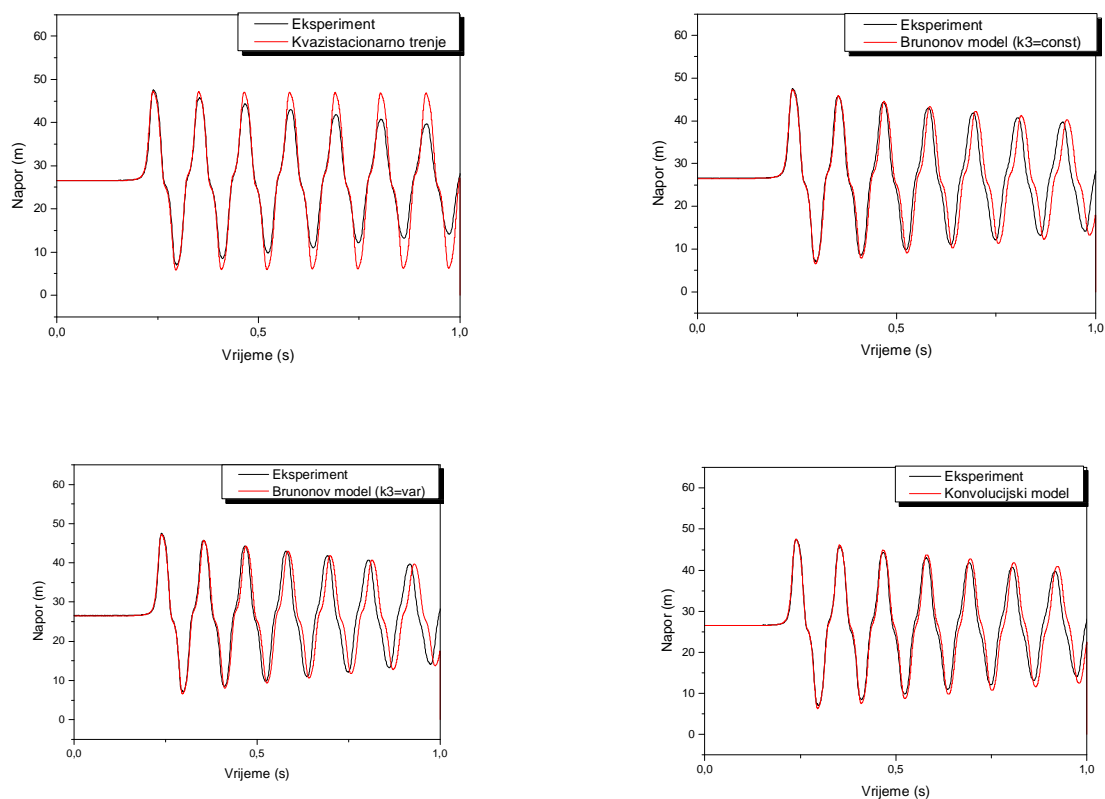 Eksperiment
Kvazistacionarno trenje
60
50
40
30
20
10
0
Napor (m)
0,0
0,5
1,0
Vrijeme (s)
Eksperiment
Brunonov model (k3=const)
60
50
40
30
20
10
0
Napor (m)
0,0
0,5
1,0
Vrijeme (s)
Eksperiment
Brunonov model (k3=var)
60
50
40
30
20
10
0
Napor (m)
0,0
0,5
1,0
Vrijeme (s)
Eksperiment
Konvolucijski model
60
50
40
30
20
10
0
Napor (m)
0,0
0,5
1,0
Vrijeme (s)